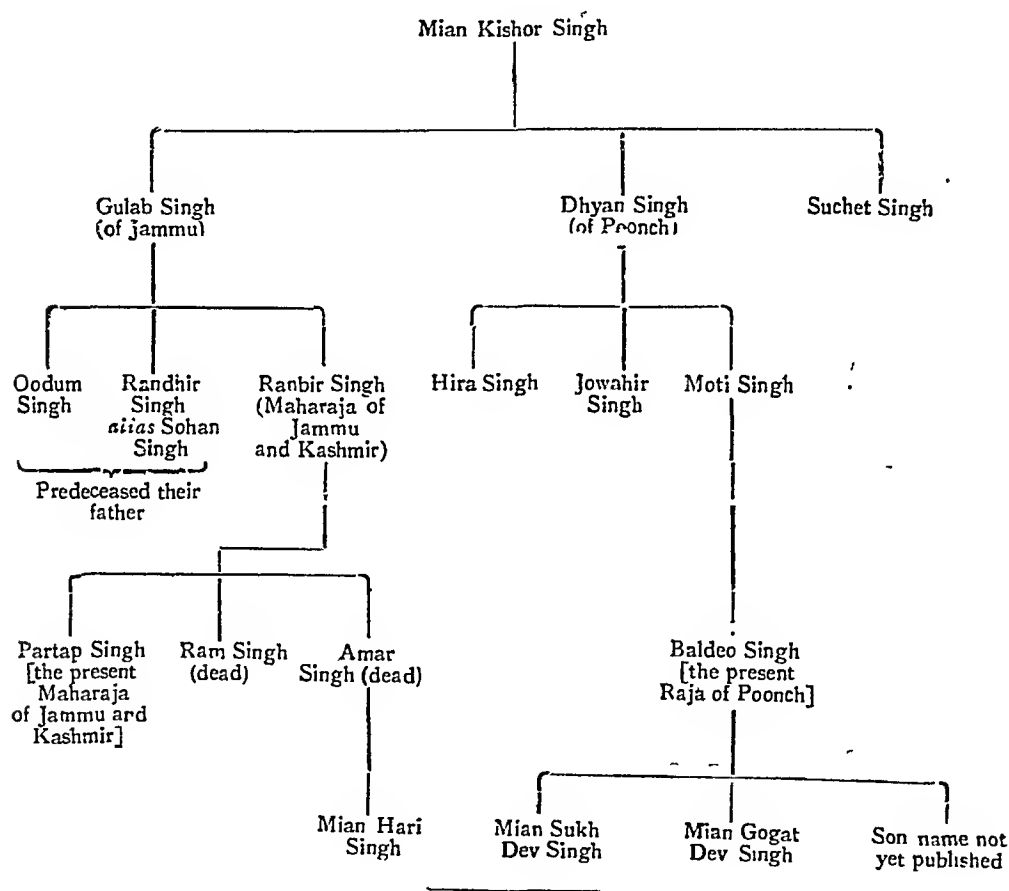 Mian Kishor Singh
Gulab Singh
(of Jammu)
Dhyan Singh
(of Poonch)
Suchet Singh
Oodum
Singh
Randhir
Singh
alias Sohan
Singh
Predeceased their
father
Ranbir Singh
(Maharaja of
Jammu
and Kashmir)
Hira Singh
Jowahir
Singh
Moti Singh
Partap Singh
[the present
Maharaja
of Jammu and
Kashmir]
Ram Singh
(dead)
Amar
Singh (dead)
Baldeo Singh
[the present
Raja of Poonch]
Mian Hari
Singh
Mian Sukh
Dev Singh
Mian Gogat
Dev Singh
Son name not
yet published